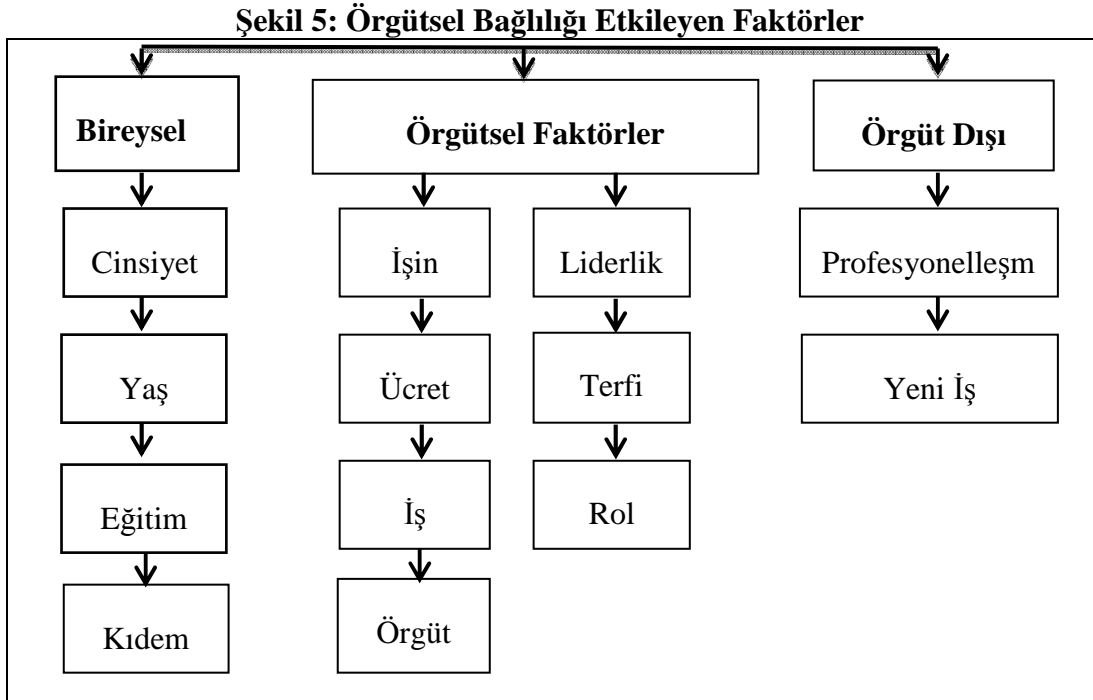 Şekil 5: Örgütsel Bağlılığı Etkileyen Faktörler
Bireysel
Örgütsel Faktörler
Örgüt Dışı
Cinsiyet
İşin
Liderlik
Profesyonelleşm
Yaş
Ücret
Terfi
Yeni İş
Eğitim
İş
Rol
Kıdem
Örgüt